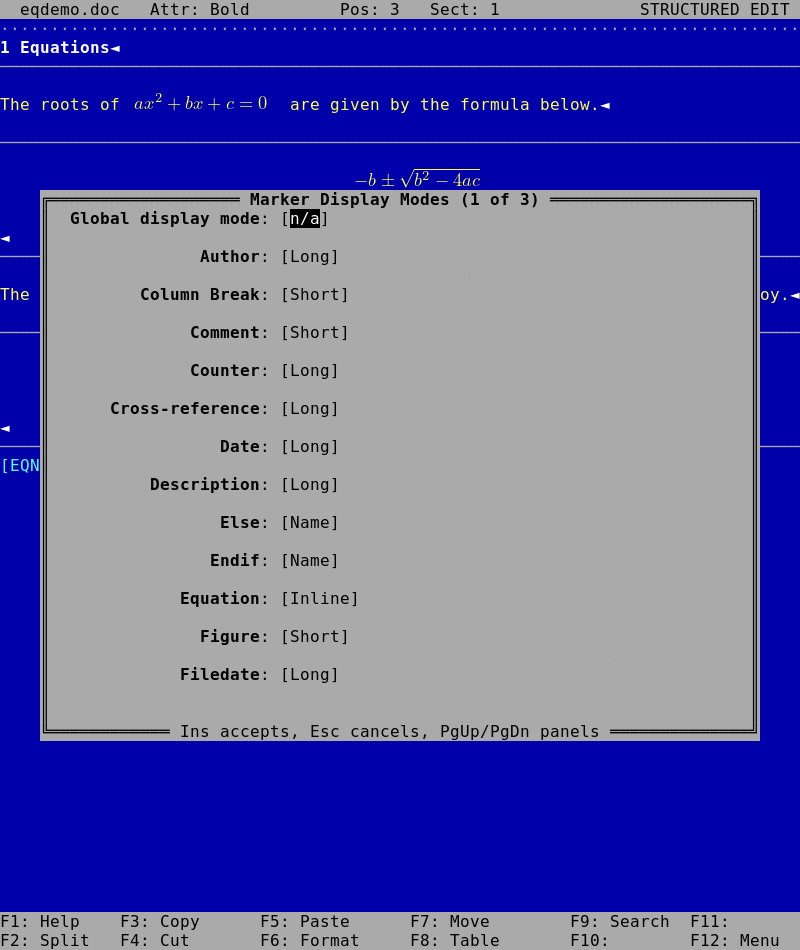 eqdemo.doc   Attr: Bold         Pos: 3   Sect: 1              STRUCTURED EDIT
1 Equations◄
The roots of ax² + bx + c = 0 are given by the formula below.◄
−b ± √(b² − 4ac)
Marker Display Modes (1 of 3)
Global display mode: [n/a]
◄
Author: [Long]
The
Column Break: [Short]
oy.◄
Comment: [Short]
Counter: [Long]
Cross-reference: [Long]
◄
Date: [Long]
[EQN
Description: [Long]
Else: [Name]
Endif: [Name]
Equation: [Inline]
Figure: [Short]
Filedate: [Long]
Ins accepts, Esc cancels, PgUp/PgDn panels
F1: Help    F3: Copy      F5: Paste      F7: Move        F9: Search  F11:
F2: Split   F4: Cut       F6: Format     F8: Table       F10:        F12: Menu